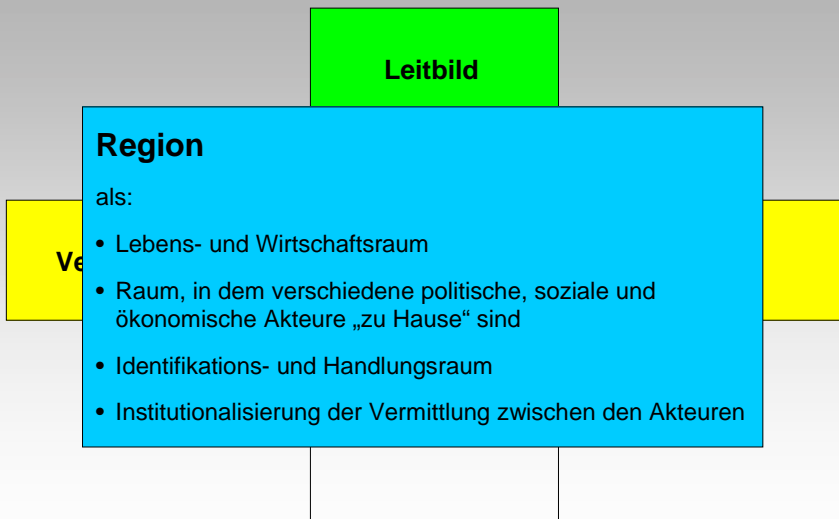 Leitbild
Region
als:
• Lebens- und Wirtschaftsraum
Ve
• Raum, in dem verschiedene politische, soziale und
ökonomische Akteure „zu Hause“ sind
• Identifikations- und Handlungsraum
• Institutionalisierung der Vermittlung zwischen den Akteuren